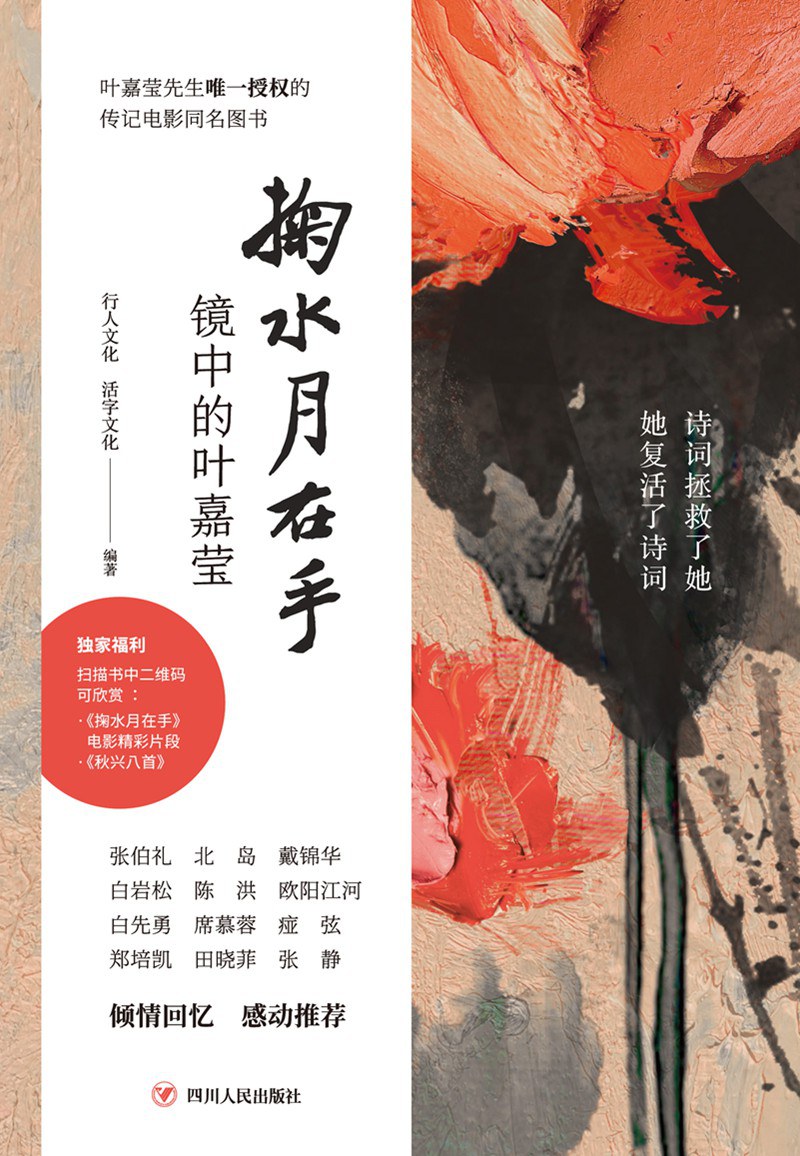 叶嘉莹先生唯一授权的
传记电影同名图书
掬水月在手
镜中的叶嘉莹
行人文化 活字文化——编著
诗词拯救了她
她复活了诗词
独家福利
扫描书中二维码
可欣赏：
·《掬水月在手》
电影精彩片段
·《秋兴八首》
张伯礼 北 岛 戴锦华
白岩松 陈 洪 欧阳江河
白先勇 席慕蓉 痖 弦
郑培凯 田晓菲 张 静
倾情回忆 感动推荐
四川人民出版社